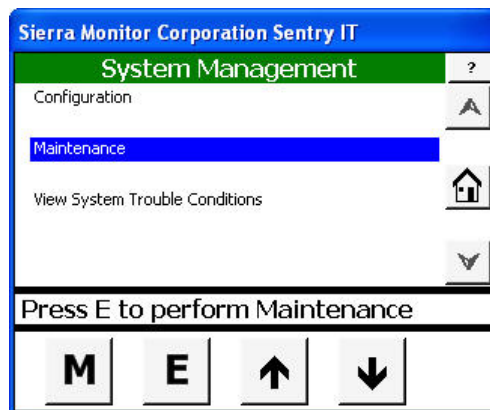 Sierra Monitor Corporation Sentry IT
System Management
?
Configuration
Maintenance
View System Trouble Conditions
Press E to perform Maintenance
M E